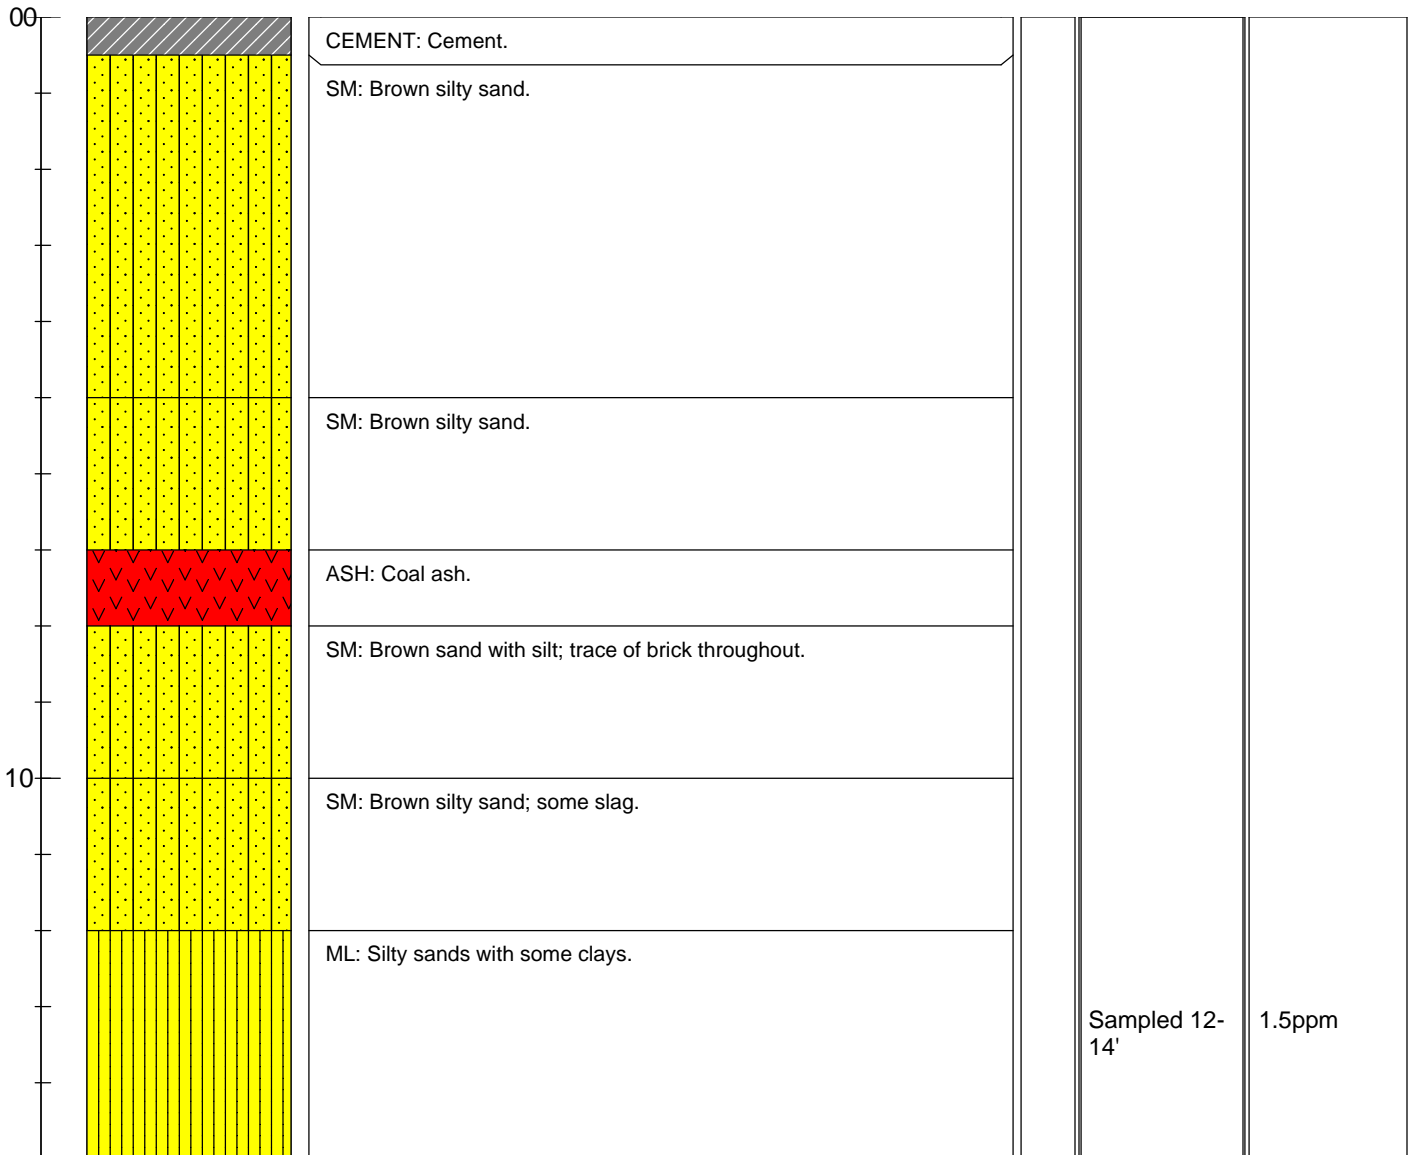 00
CEMENT: Cement.
SM: Brown silty sand.
SM: Brown silty sand.
ASH: Coal ash.
SM: Brown sand with silt; trace of brick throughout.
10
SM: Brown silty sand; some slag.
ML: Silty sands with some clays.
Sampled 12-
14'
1.5ppm